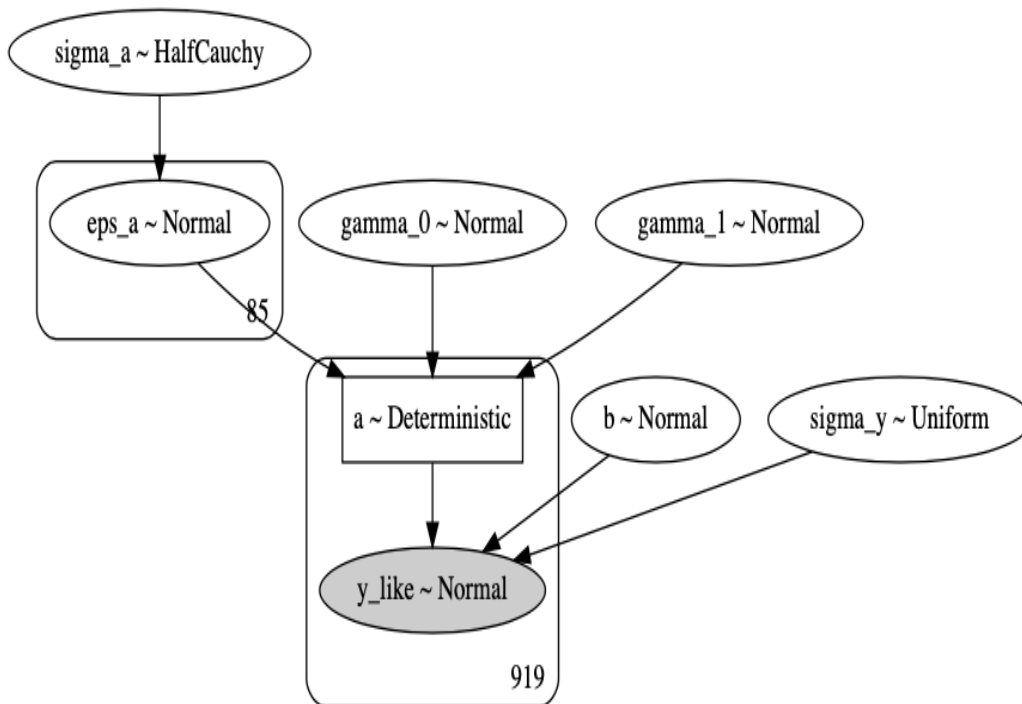 sigma_a ~ HalfCauchy
eps_a ~ Normal
gamma_0 ~ Normal
gamma_1 ~ Normal
85
a ~ Deterministic
b ~ Normal
sigma_y ~ Uniform
y_like ~ Normal
919